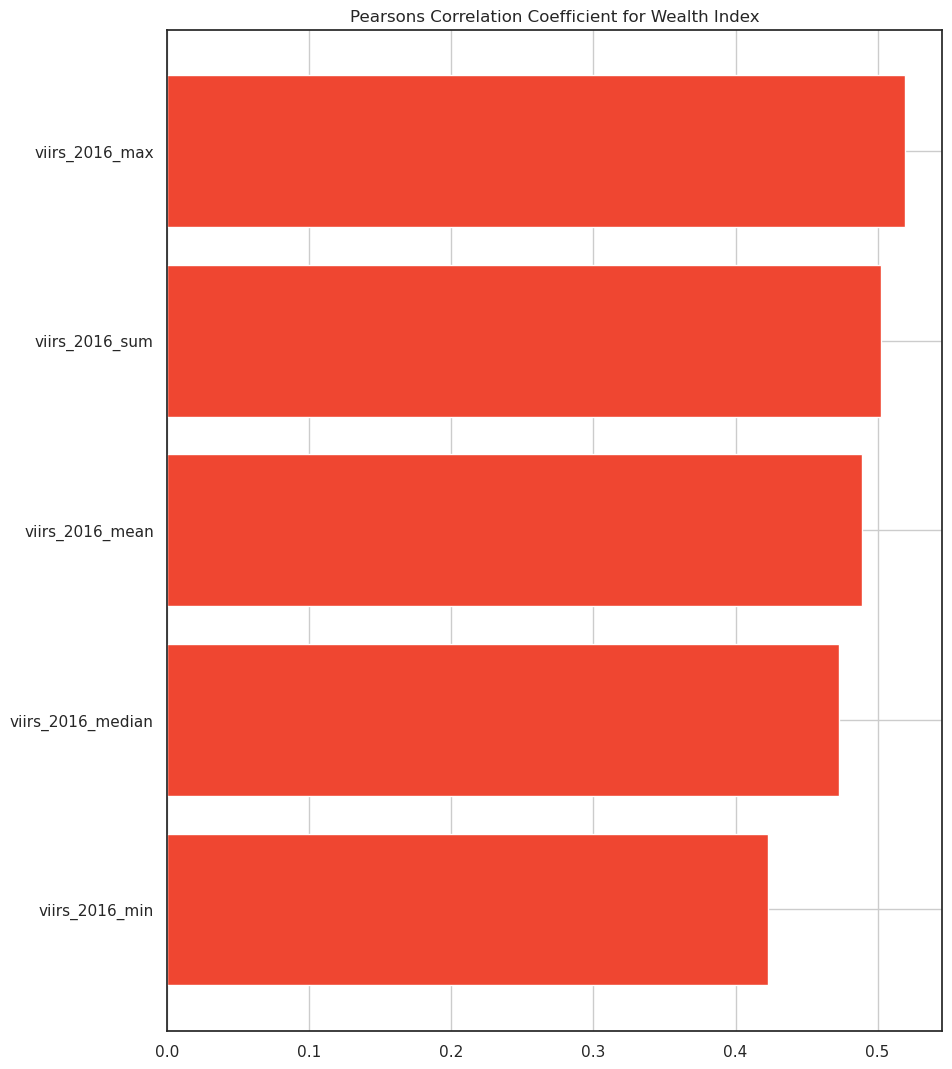 Pearsons Correlation Coefficient for Wealth Index
viirs_2016_max
viirs_2016_sum
viirs_2016_mean
viirs_2016_median
viirs_2016_min
0.0 0.1 0.2 0.3 0.4 0.5